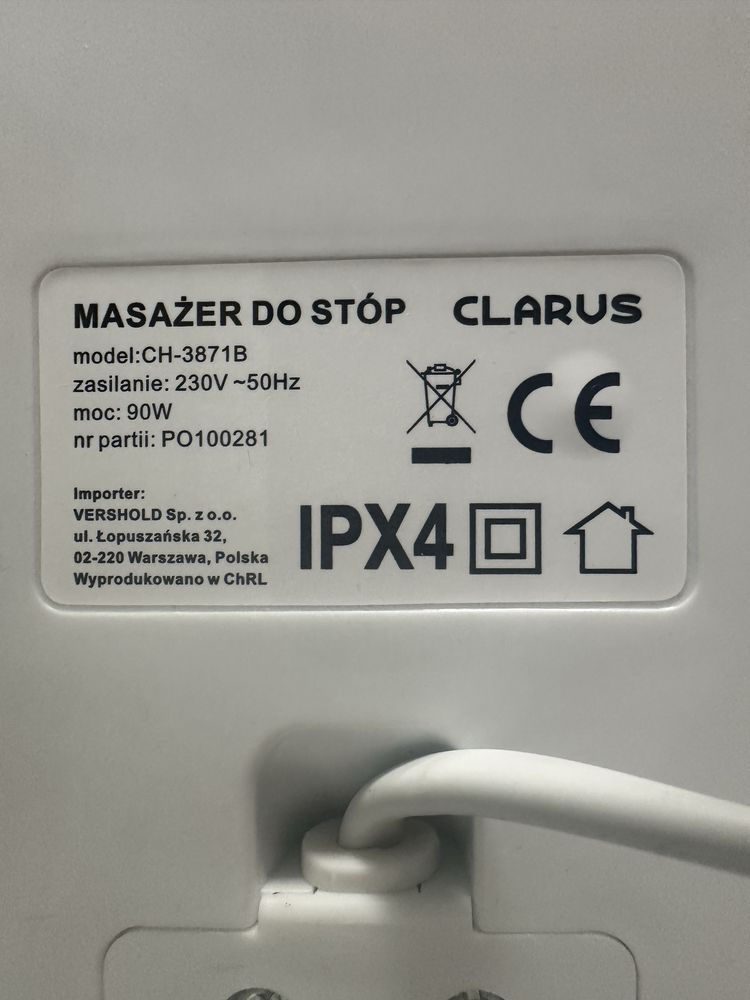 MASAŻER DO STÓP
CLARUS
model:CH-3871B
zasilanie: 230V ~50Hz
moc: 90W
nr partii: PO100281
CE
Importer:
VERSHOLD Sp. z o.o.
ul. Łopuszańska 32,
02-220 Warszawa, Polska
Wyprodukowano w ChRL
IPX4